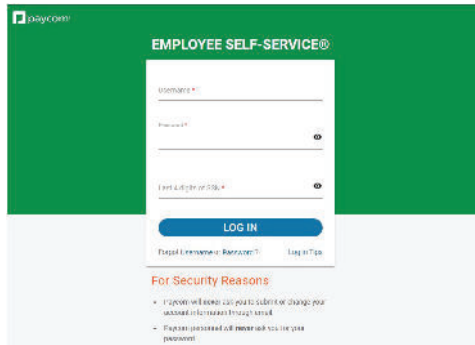 paycom
EMPLOYEE SELF-SERVICE®
Username *
Password *
Last 4 digits of SSN *
LOG IN
Forgot Username or Password? Log in Tips
For Security Reasons
• Paycom will never ask you to submit or change your
account information through email.
• Paycom personnel will never ask you for your
password.